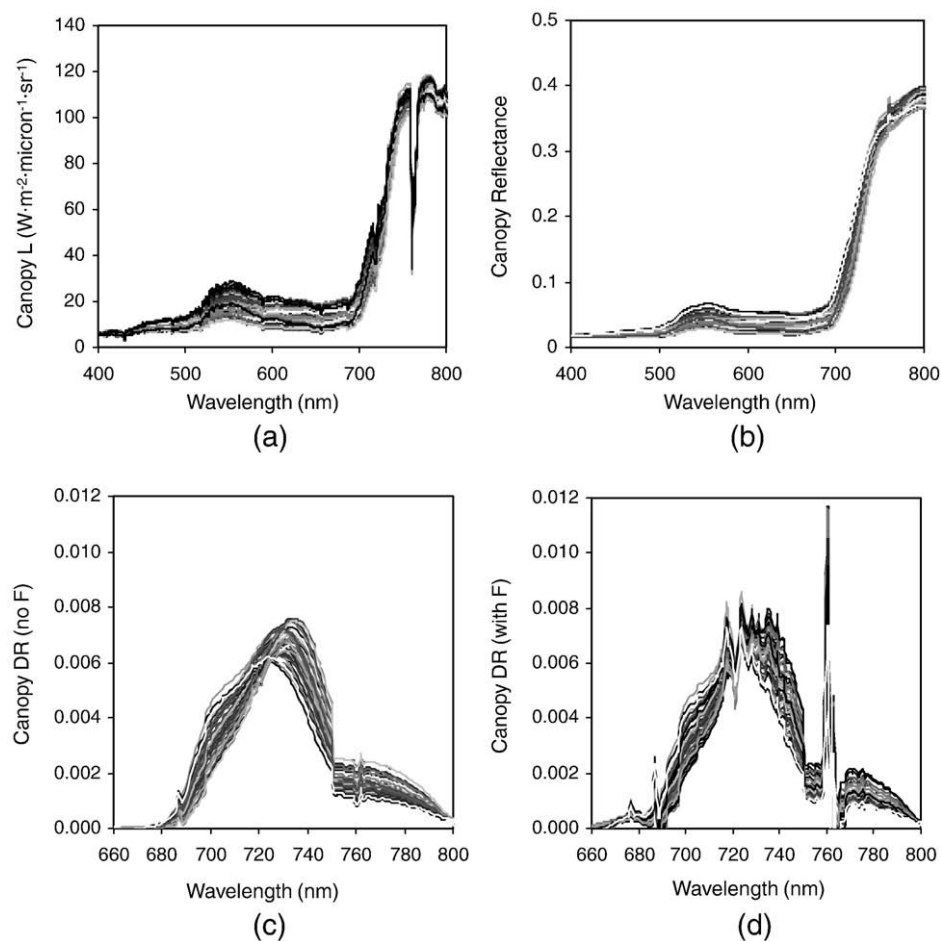 140
120
100
80
60
40
20
0
400 500 600 700 800
Canopy L (W·m⁻²·micron⁻¹·sr⁻¹)
Wavelength (nm)
(a)
0.5
0.4
0.3
0.2
0.1
0
400 500 600 700 800
Canopy Reflectance
Wavelength (nm)
(b)
0.012
0.010
0.008
0.006
0.004
0.002
0.000
660 680 700 720 740 760 780 800
Canopy DR (no F)
Wavelength (nm)
(c)
0.012
0.010
0.008
0.006
0.004
0.002
0.000
660 680 700 720 740 760 780 800
Canopy DR (with F)
Wavelength (nm)
(d)